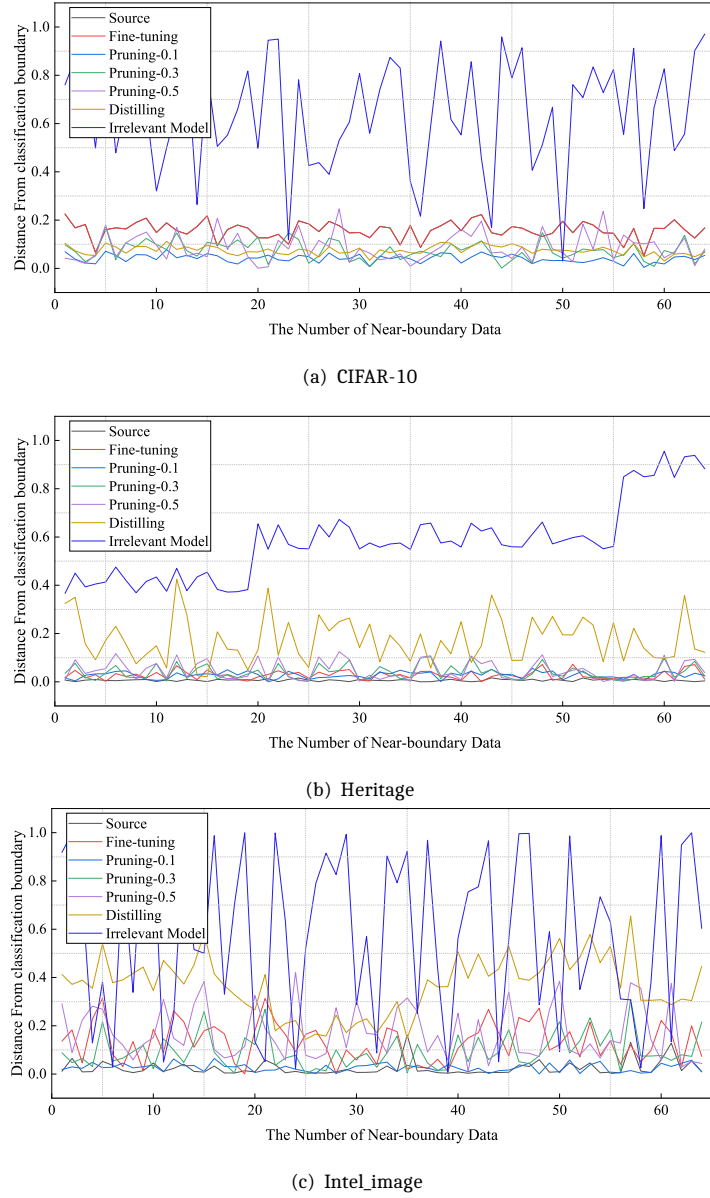 1.0
0.8
0.6
0.4
0.2
0.0
Distance From classification boundary
Source
Fine-tuning
Pruning-0.1
Pruning-0.3
Pruning-0.5
Distilling
Irrelevant Model
0 10 20 30 40 50 60
The Number of Near-boundary Data
(a) CIFAR-10
1.0
0.8
0.6
0.4
0.2
0.0
Distance From classification boundary
Source
Fine-tuning
Pruning-0.1
Pruning-0.3
Pruning-0.5
Distilling
Irrelevant Model
0 10 20 30 40 50 60
The Number of Near-boundary Data
(b) Heritage
1.0
0.8
0.6
0.4
0.2
0.0
Distance From classification boundary
Source
Fine-tuning
Pruning-0.1
Pruning-0.3
Pruning-0.5
Distilling
Irrelevant Model
0 10 20 30 40 50 60
The Number of Near-boundary Data
(c) Intel_image